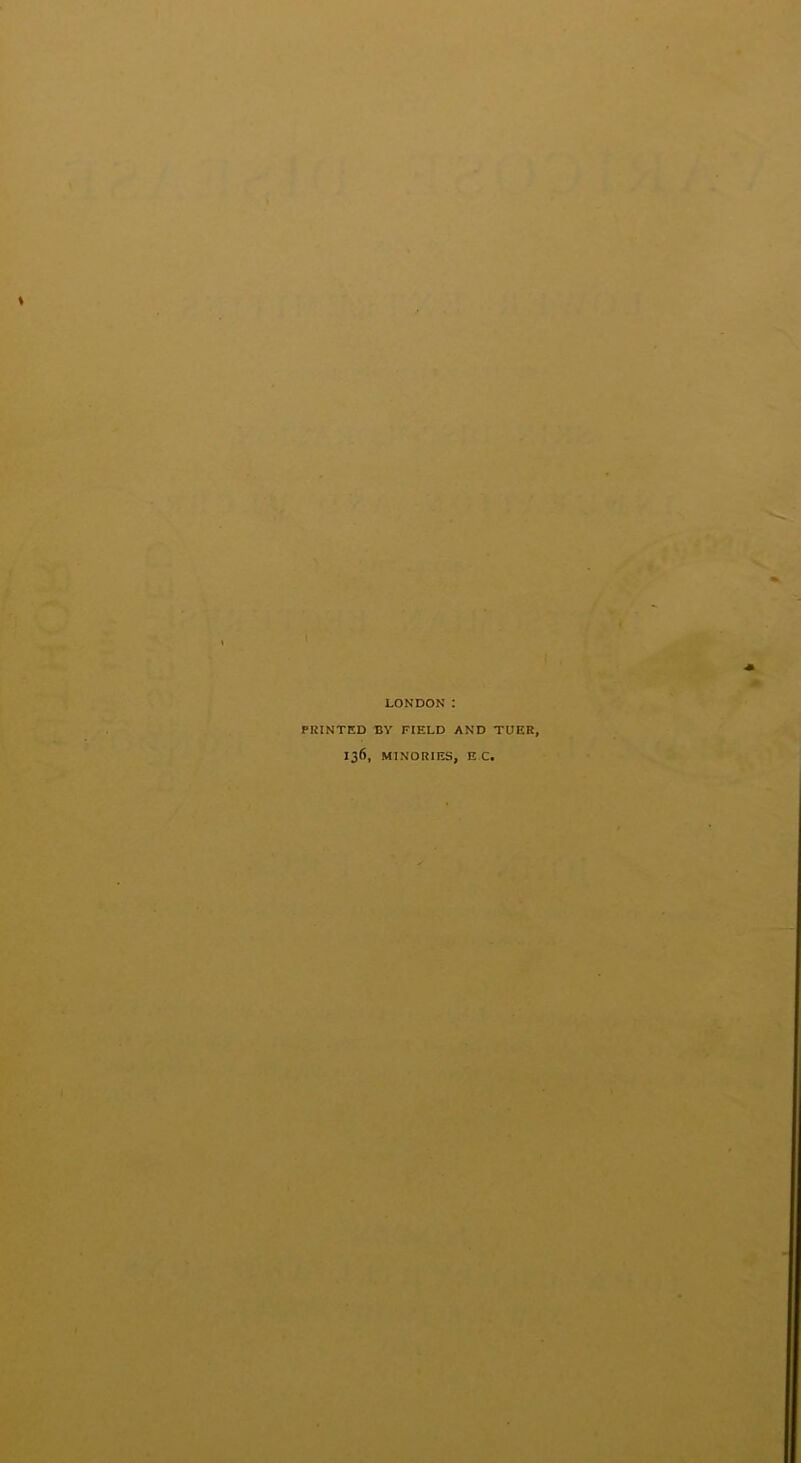 LONDON :
PRINTED BY FIELD AND TUER,
136, MINORIES, E.C.